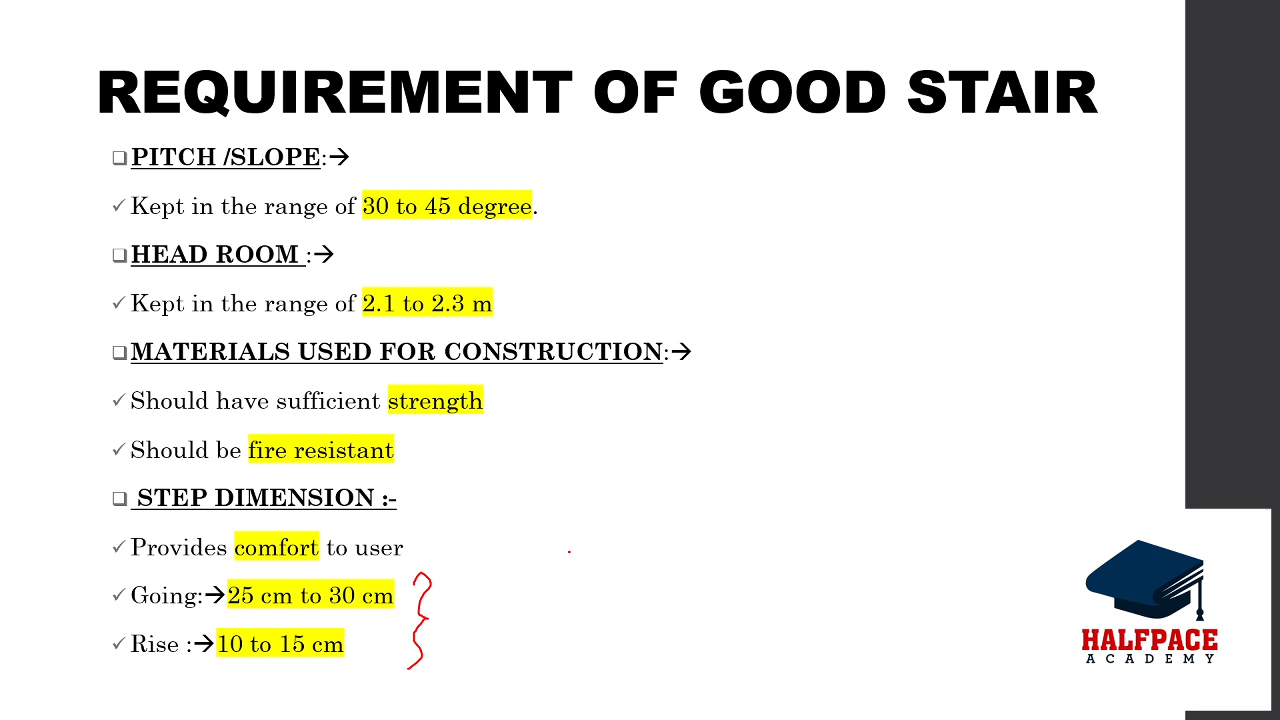 REQUIREMENT OF GOOD STAIR
❑PITCH /SLOPE:→
✓Kept in the range of 30 to 45 degree.
❑HEAD ROOM :→
✓Kept in the range of 2.1 to 2.3 m
❑MATERIALS USED FOR CONSTRUCTION:→
✓Should have sufficient strength
✓Should be fire resistant
❑ STEP DIMENSION :-
✓Provides comfort to user
✓Going:→25 cm to 30 cm
✓Rise :→10 to 15 cm
HALFPACE
ACADEMY